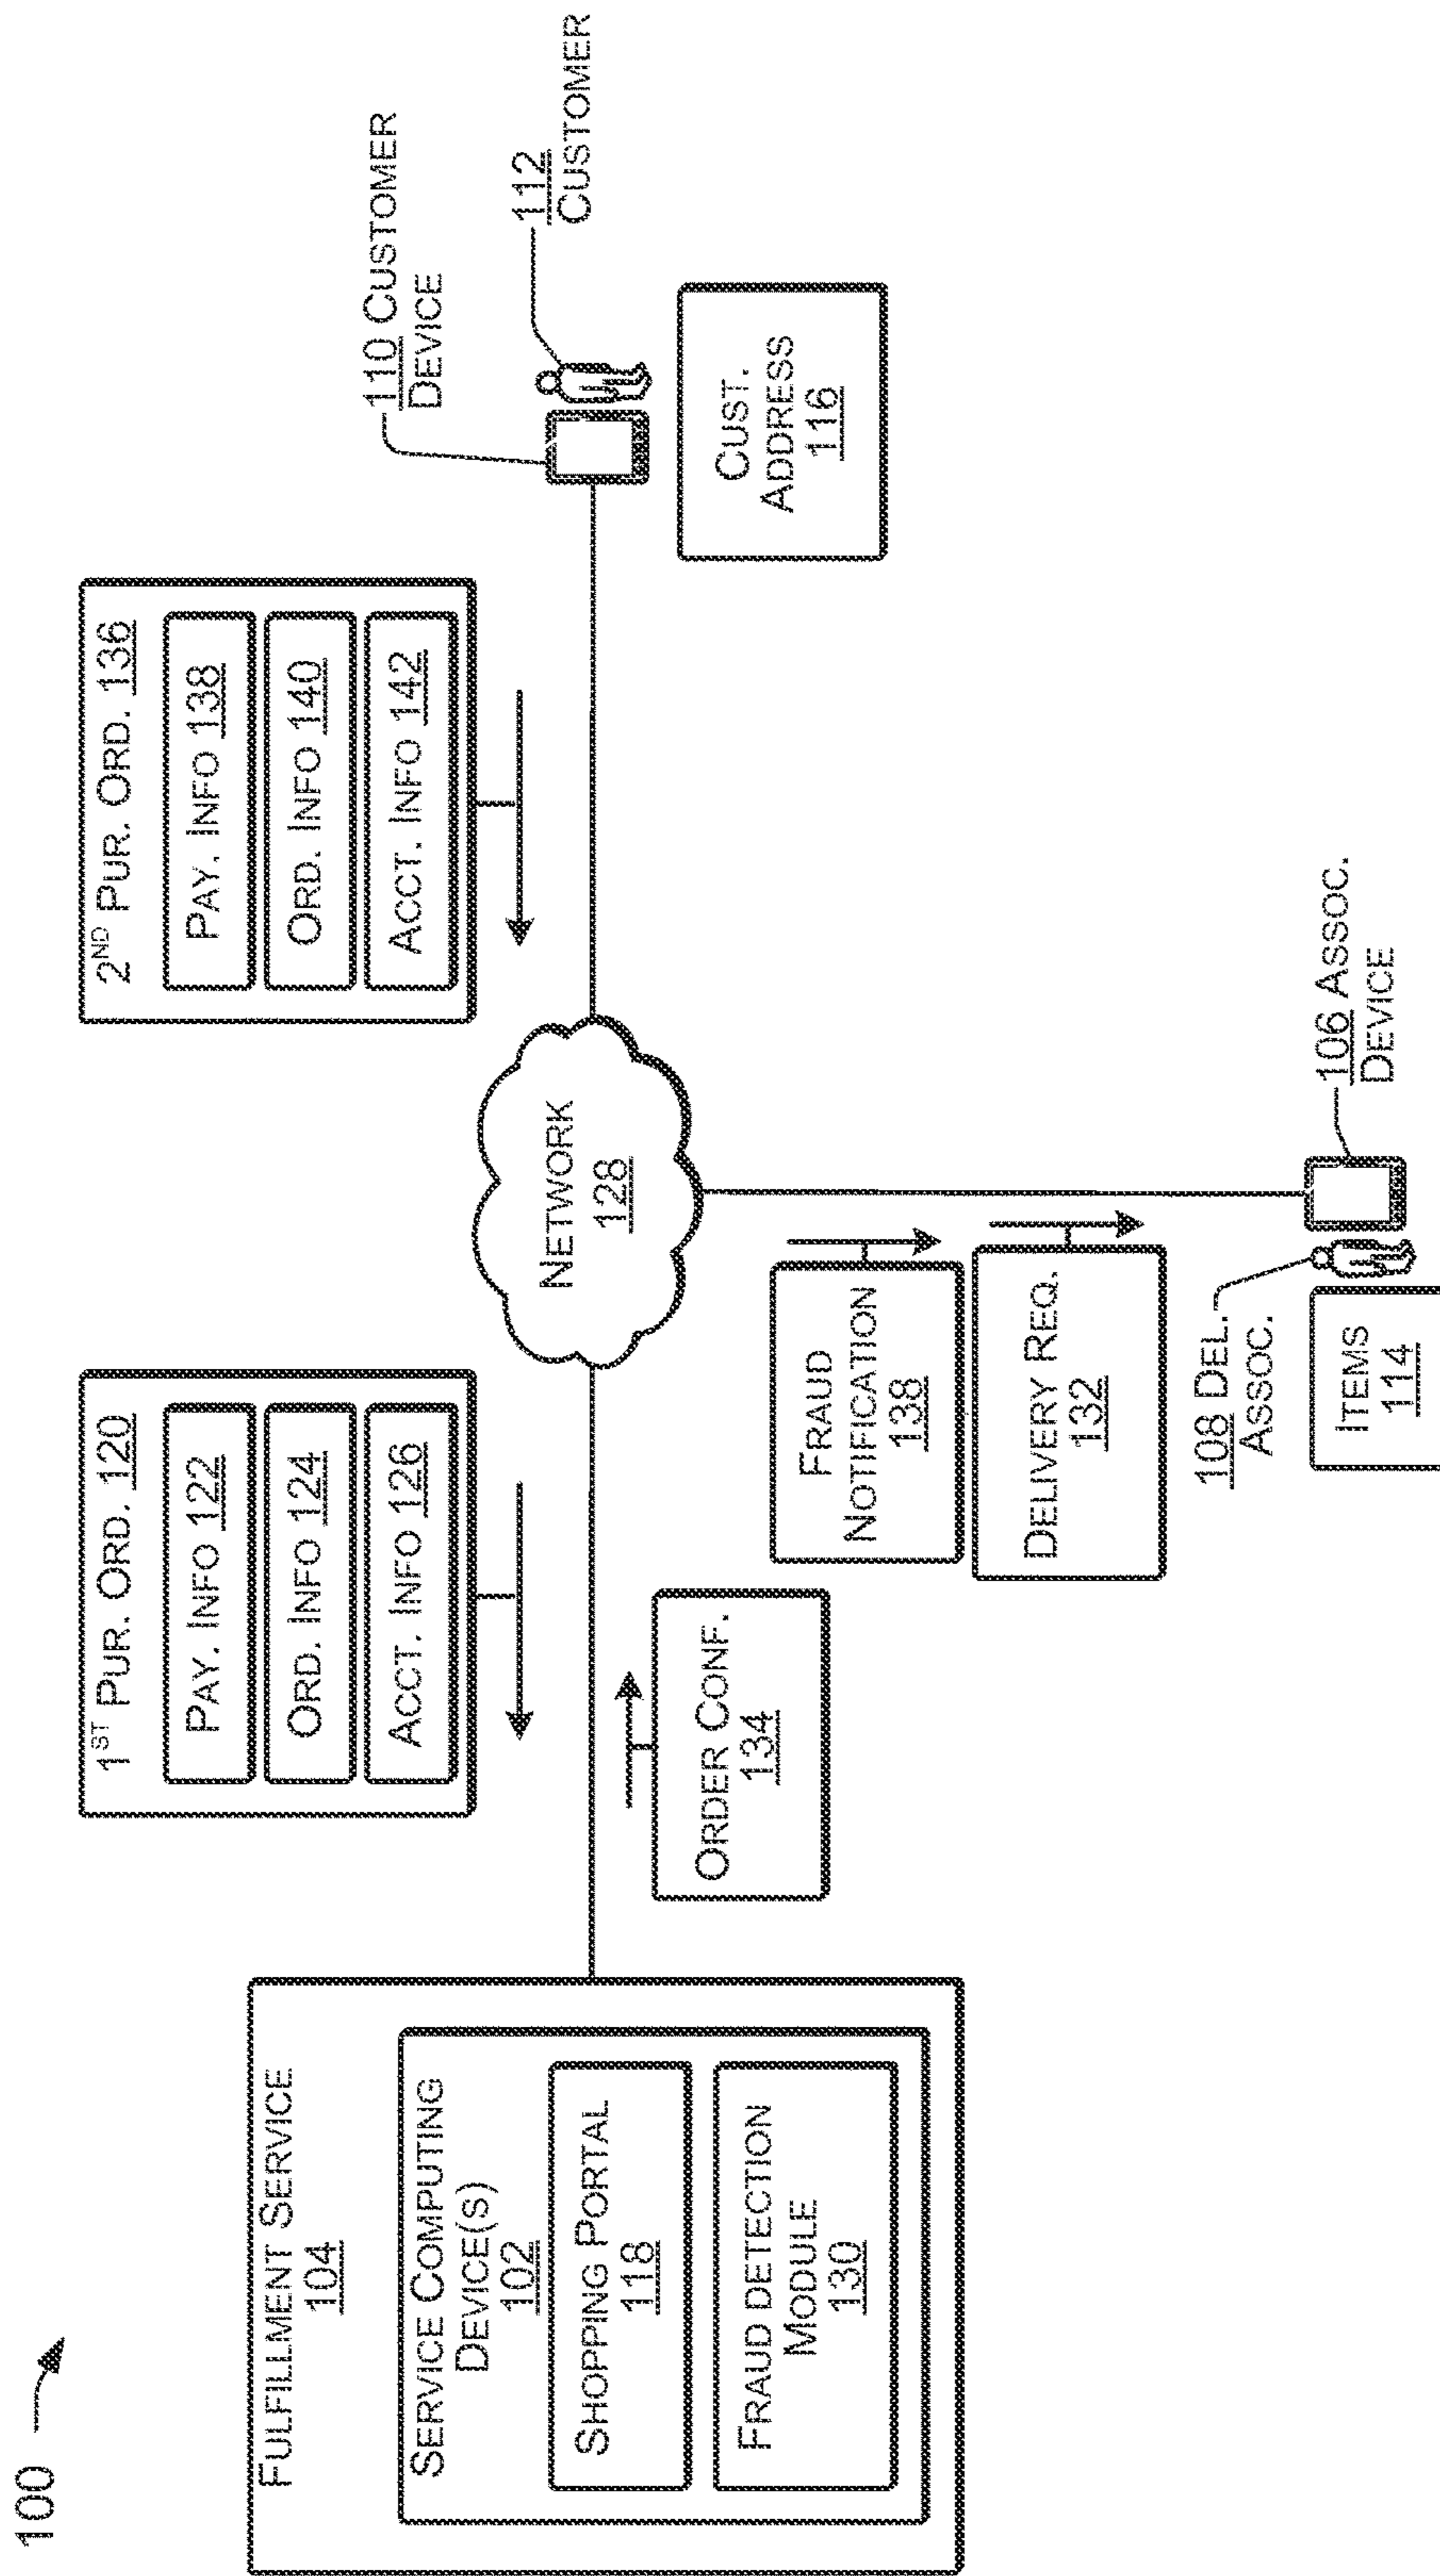 100
FULFILLMENT SERVICE
104
SERVICE COMPUTING
DEVICE(S)
102
SHOPPING PORTAL
118
FRAUD DETECTION
MODULE
130
1ST PUR. ORD. 120
PAY. INFO 122
ORD. INFO 124
ACCT. INFO 126
ORDER CONF.
134
NETWORK
128
2ND PUR. ORD. 136
PAY. INFO 138
ORD. INFO 140
ACCT. INFO 142
110 CUSTOMER
DEVICE
112
CUSTOMER
CUST.
ADDRESS
116
FRAUD
NOTIFICATION
138
DELIVERY REQ.
132
108 DEL.
ASSOC.
ITEMS
114
106 ASSOC.
DEVICE